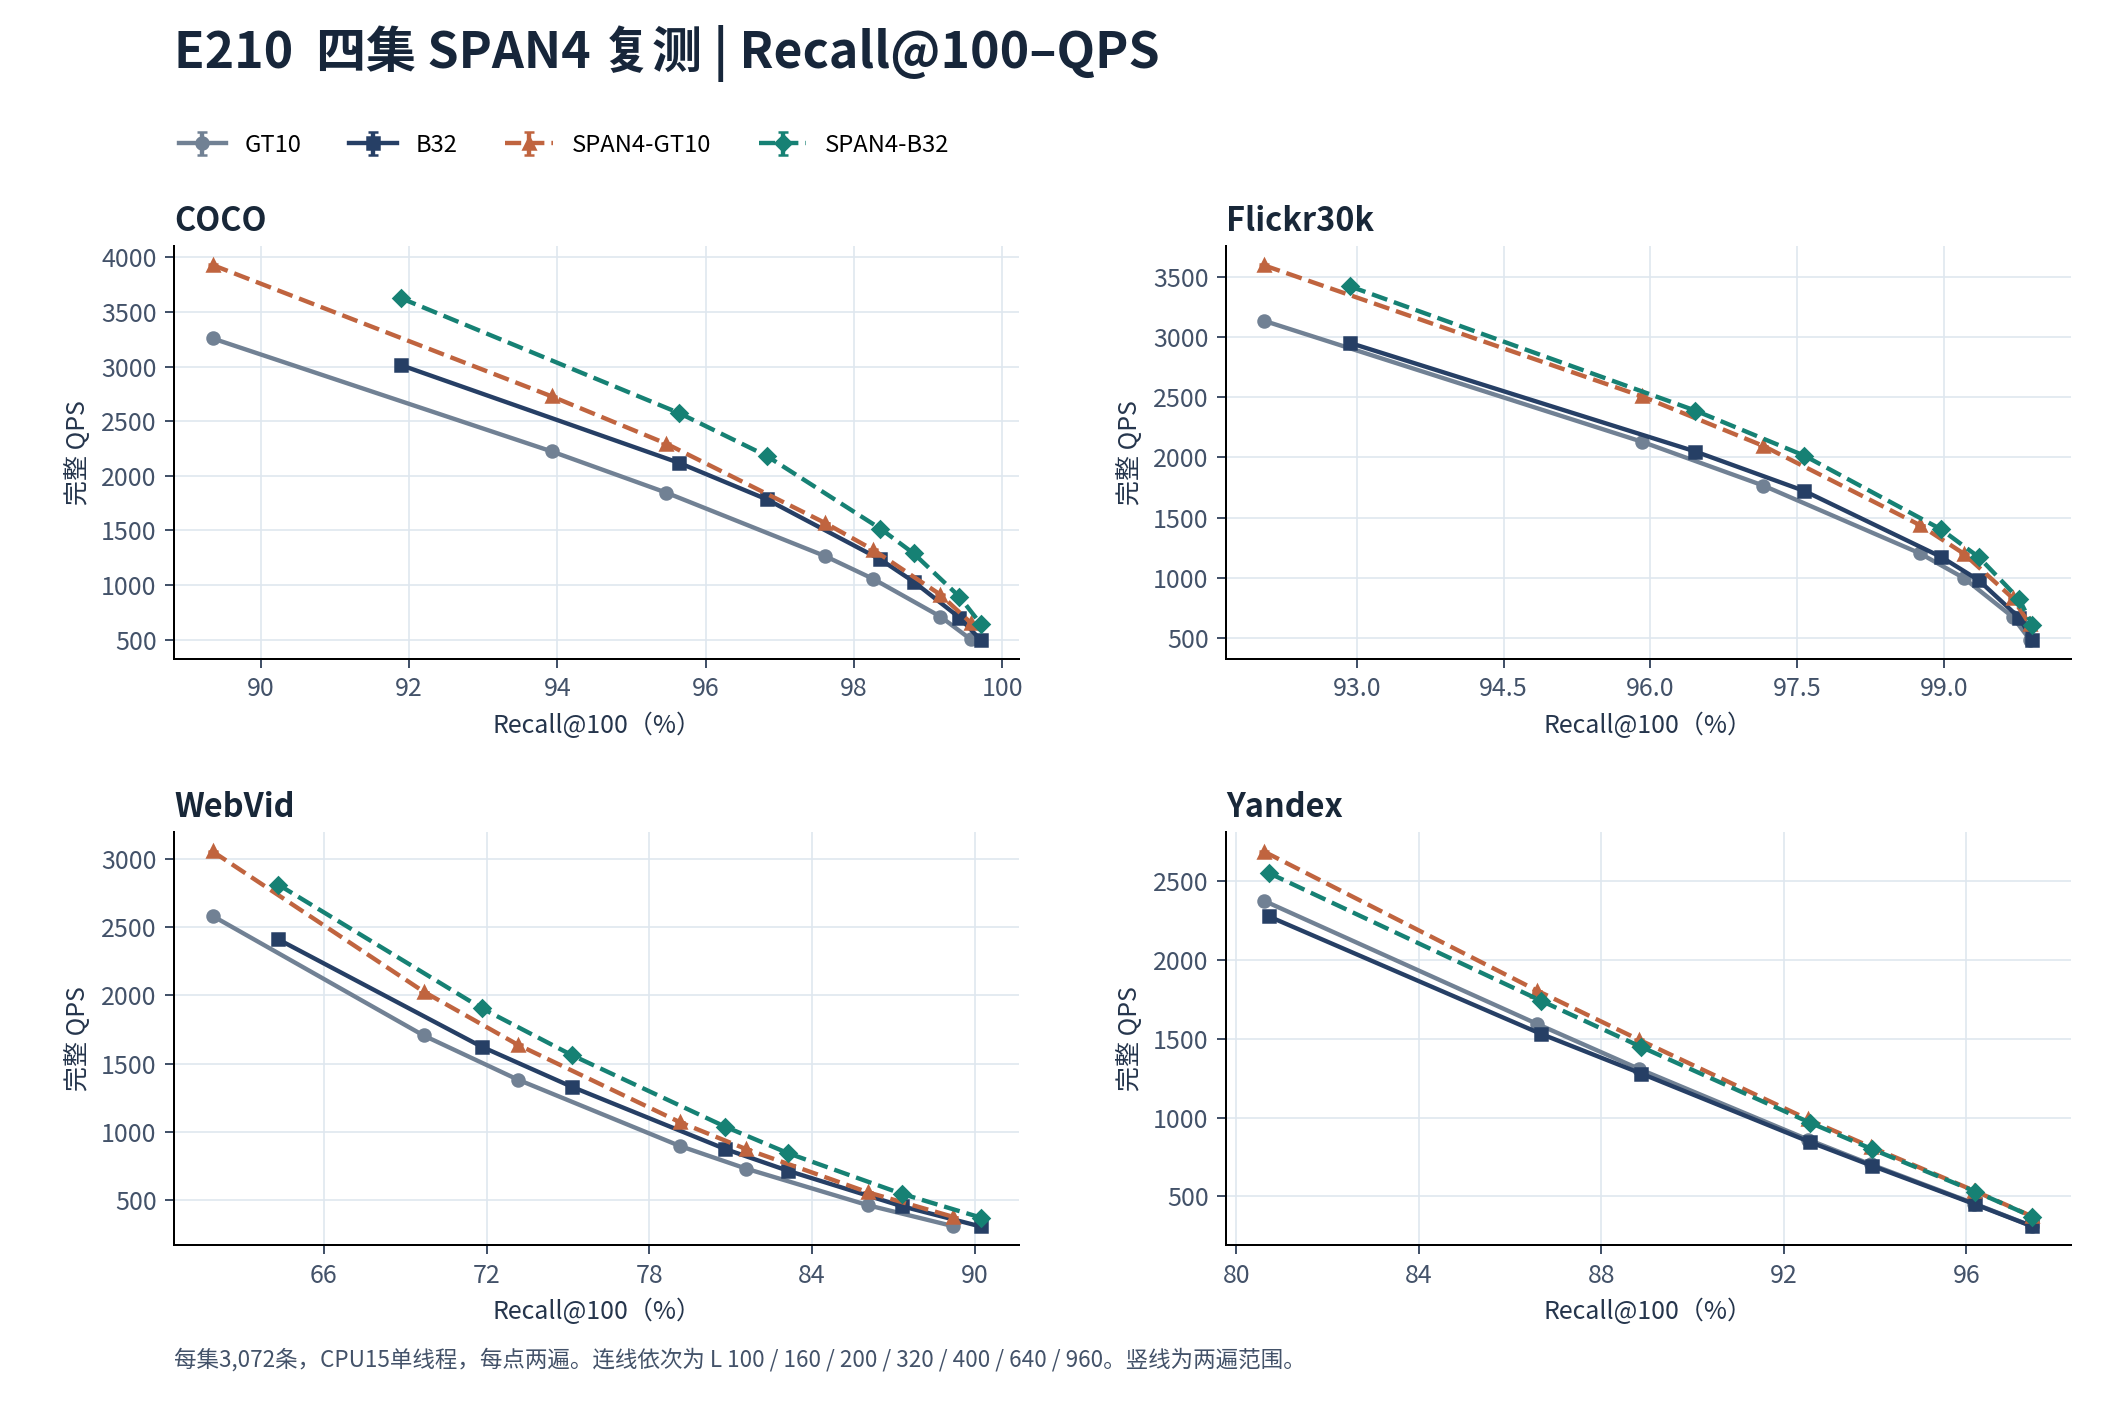 E210 四集 SPAN4 复测 | Recall@100–QPS
GT10 B32 SPAN4-GT10 SPAN4-B32
COCO
4000
3500
3000
2500
2000
1500
1000
500
完整 QPS
90 92 94 96 98 100
Recall@100（%）
Flickr30k
3500
3000
2500
2000
1500
1000
500
完整 QPS
93.0 94.5 96.0 97.5 99.0
Recall@100（%）
WebVid
3000
2500
2000
1500
1000
500
完整 QPS
66 72 78 84 90
Recall@100（%）
Yandex
2500
2000
1500
1000
500
完整 QPS
80 84 88 92 96
Recall@100（%）
每集3,072条，CPU15单线程，每点两遍。连线依次为 L 100 / 160 / 200 / 320 / 400 / 640 / 960。竖线为两遍范围。